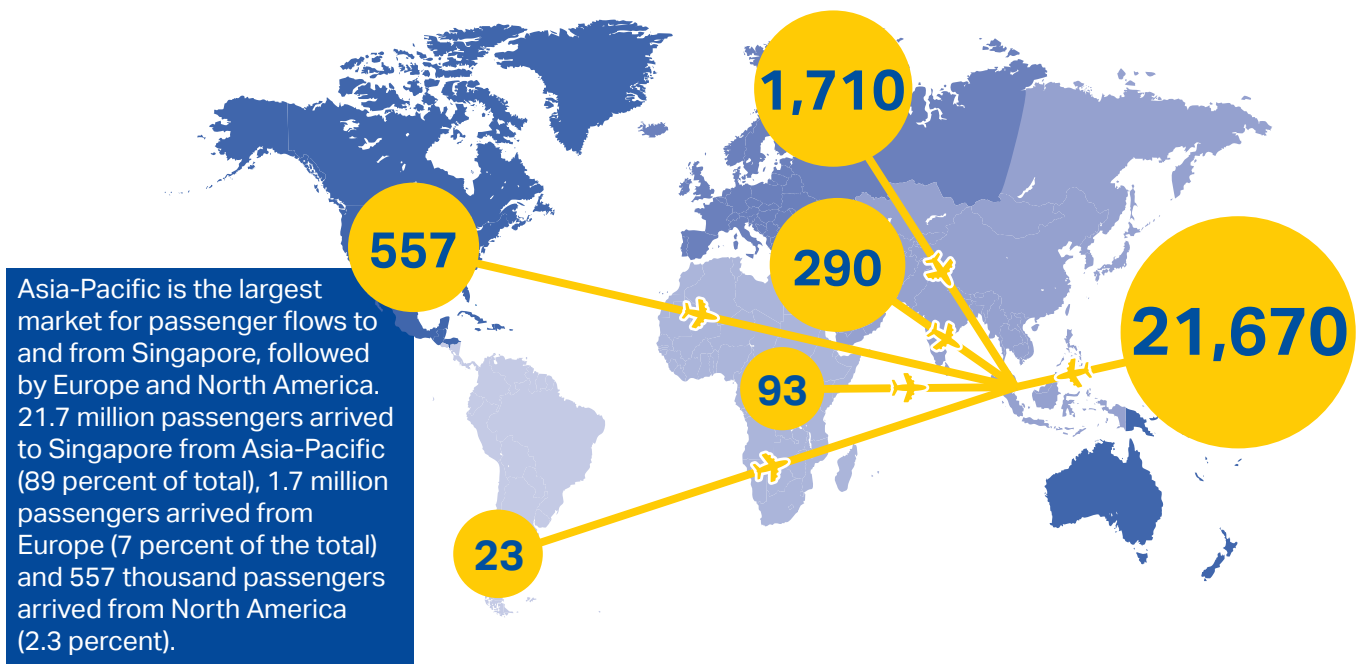 1,710
557
290
21,670
93
23
Asia-Pacific is the largest
market for passenger flows to
and from Singapore, followed
by Europe and North America.
21.7 million passengers arrived
to Singapore from Asia-Pacific
(89 percent of total), 1.7 million
passengers arrived from
Europe (7 percent of the total)
and 557 thousand passengers
arrived from North America
(2.3 percent).